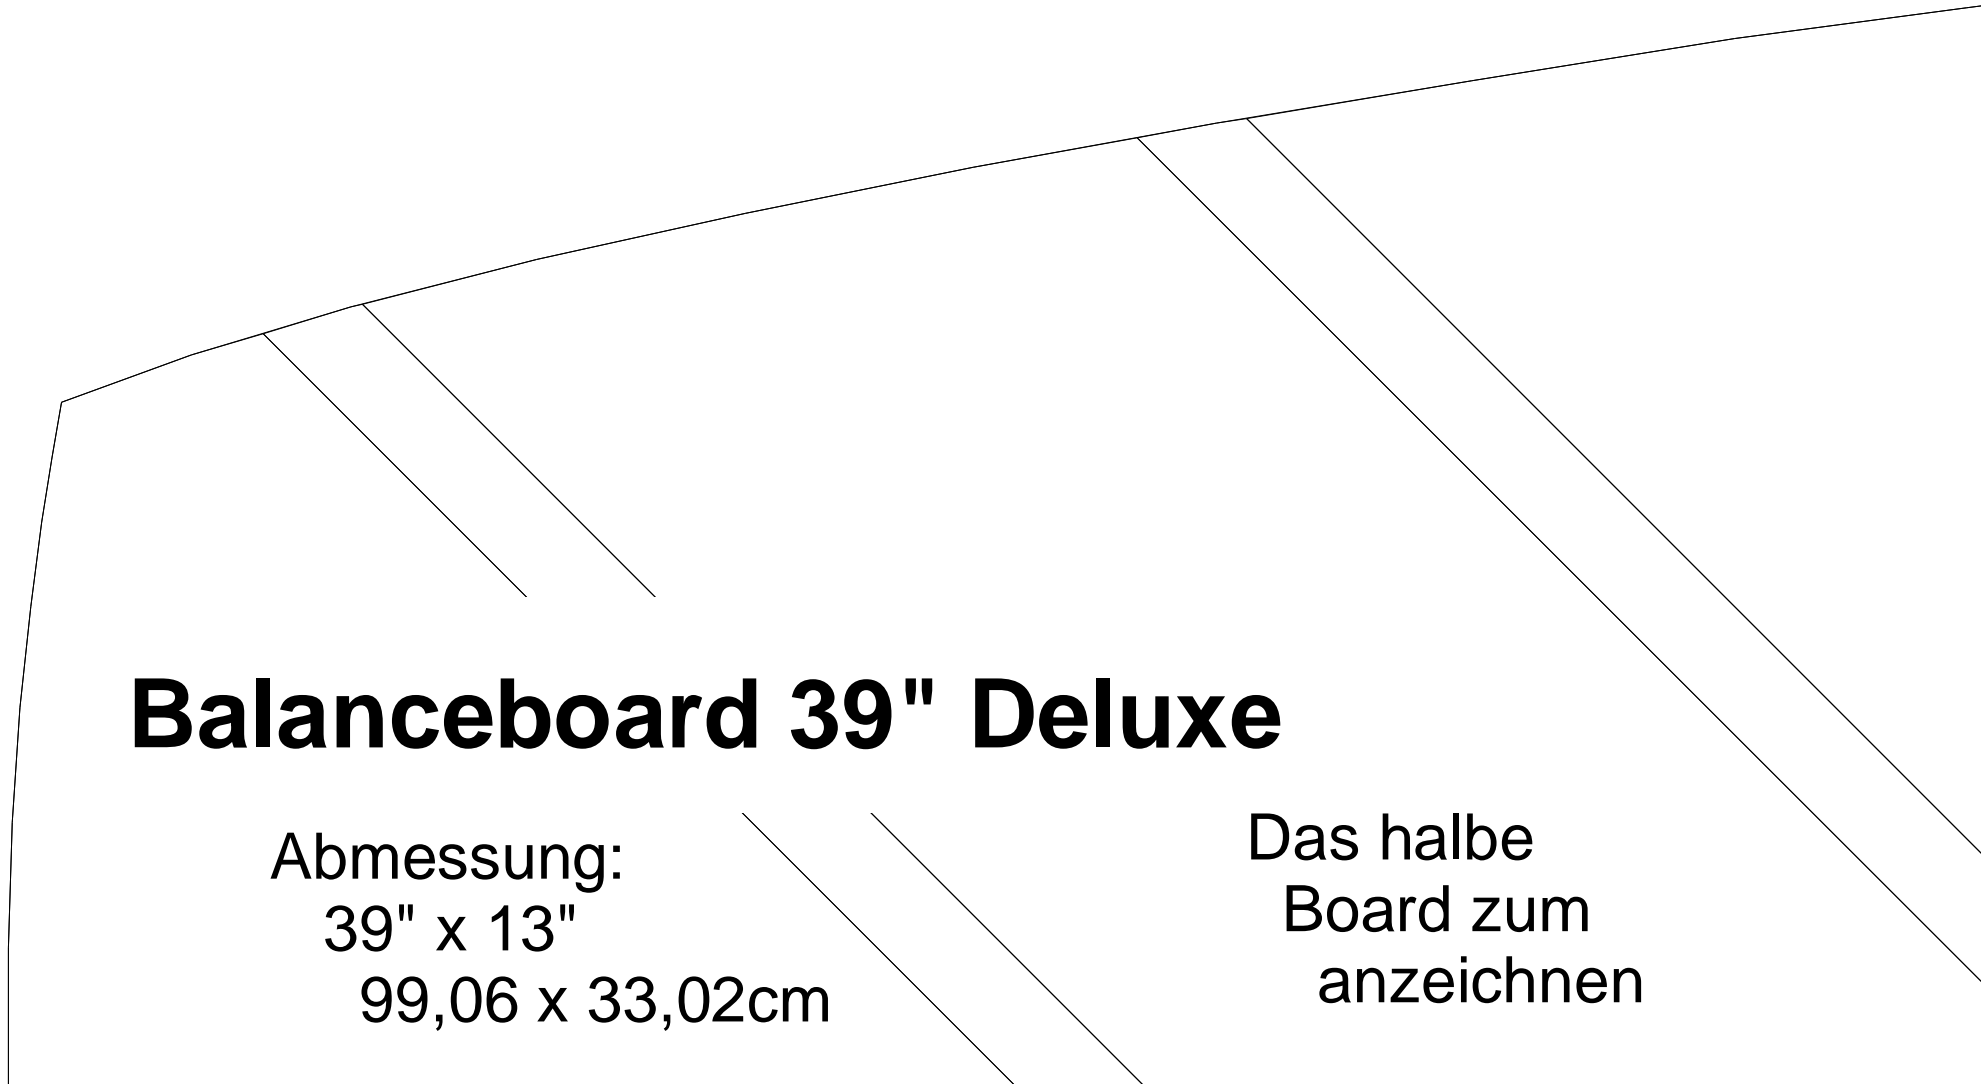 Balanceboard 39" Deluxe
Abmessung:
39" x 13"
99,06 x 33,02cm
Das halbe
Board zum
anzeichnen